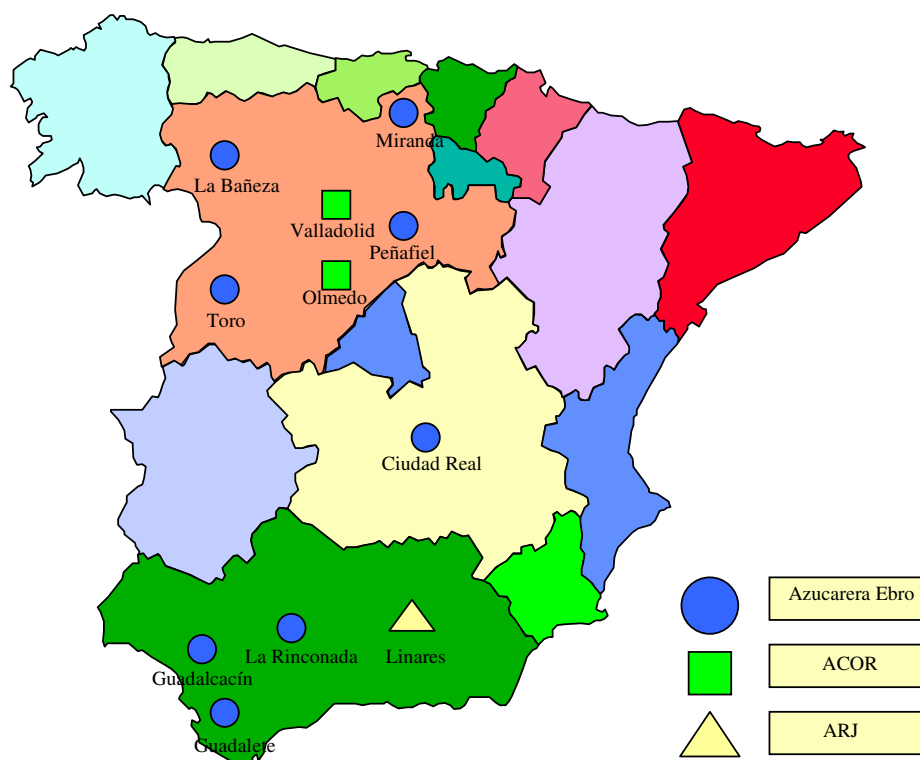 Miranda
La Bañeza
Valladolid
Peñafiel
Olmedo
Toro
Ciudad Real
Azucarera Ebro
La Rinconada
Linares
ACOR
Guadalcacín
ARJ
Guadalete